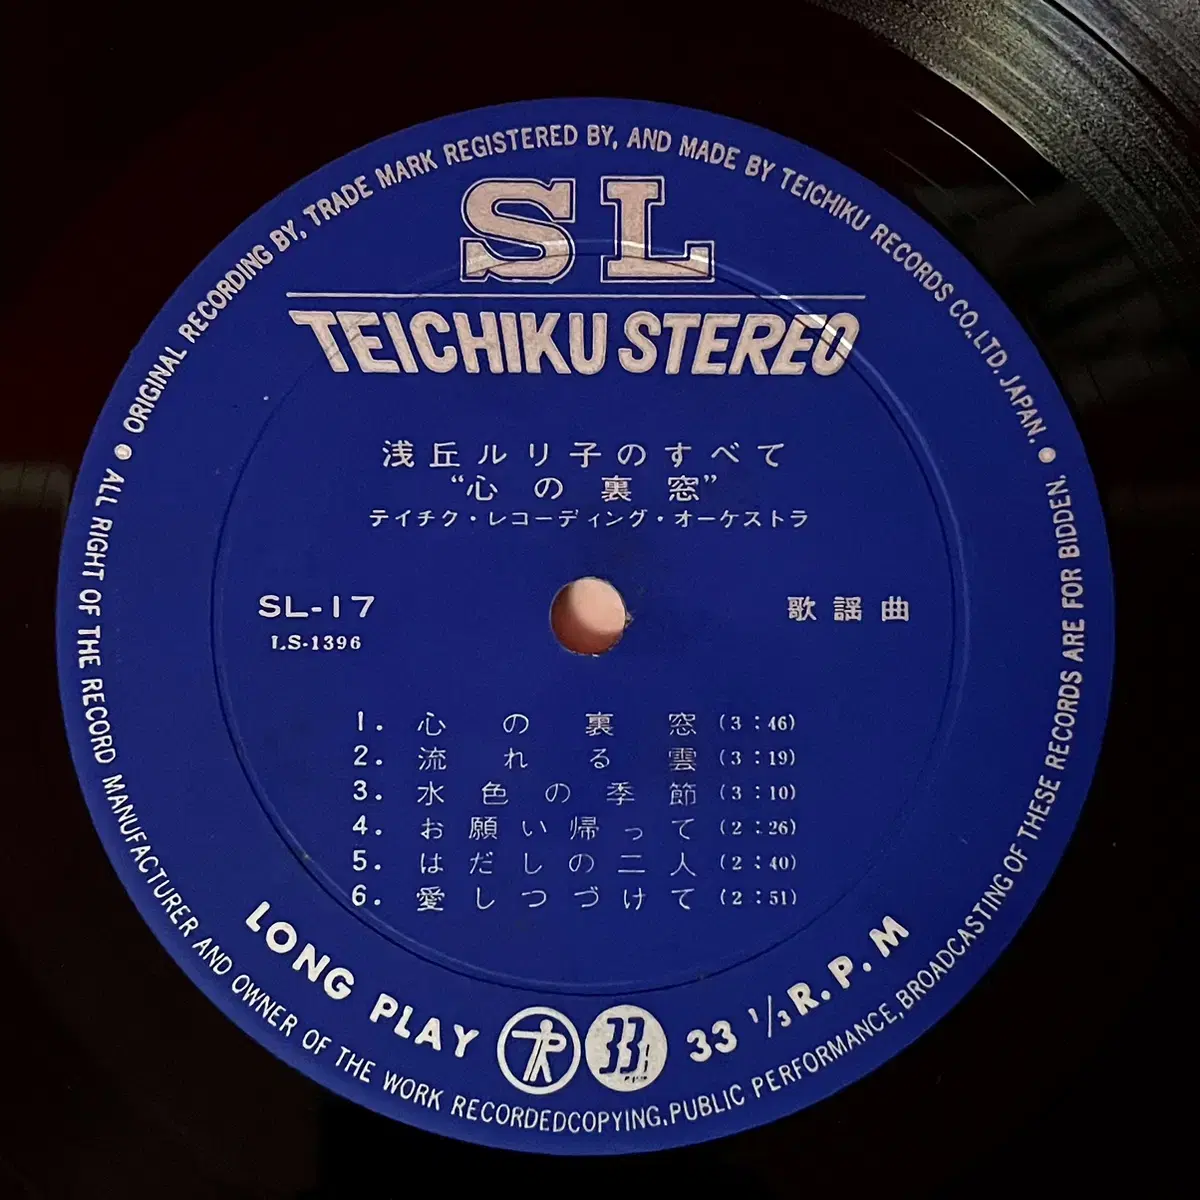 ORIGINAL RECORDING BY, TRADE MARK REGISTERED BY, AND MADE BY TEICHIKU RECORDS CO., LTD. JAPAN.
SL
TEICHIKU STEREO
浅丘ルリ子のすべて
“心の裏窓”
テイチク・レコーディング・オーケストラ
SL-17
LS-1396
歌謡曲
1. 心の裏窓 (3:46)
2. 流れる雲 (3:19)
3. 水色の季節 (3:10)
4. お願い帰って (2:26)
5. はだしの二人 (2:40)
6. 愛しつづけて (2:51)
LONG PLAY
33 1/3 R.P.M
33⅓
ALL RIGHT OF THE RECORD MANUFACTURER AND OWNER OF THE WORK RECORDEDCOPYING, PUBLIC PERFORMANCE, BROADCASTING OF THESE RECORDS ARE FOR BIDDEN.